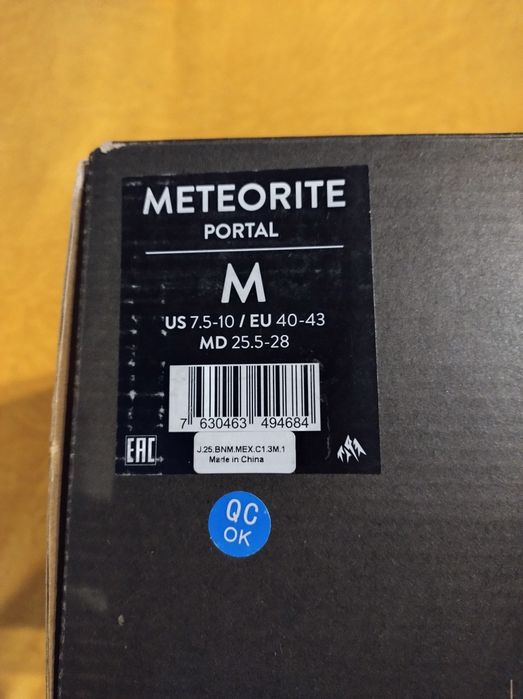 METEORITE
PORTAL
M
US 7.5-10 / EU 40-43
MD 25.5-28
7 630463 494684
EAC
J.25.BNM.MEX.C1.3M.1
Made in China
QC
OK